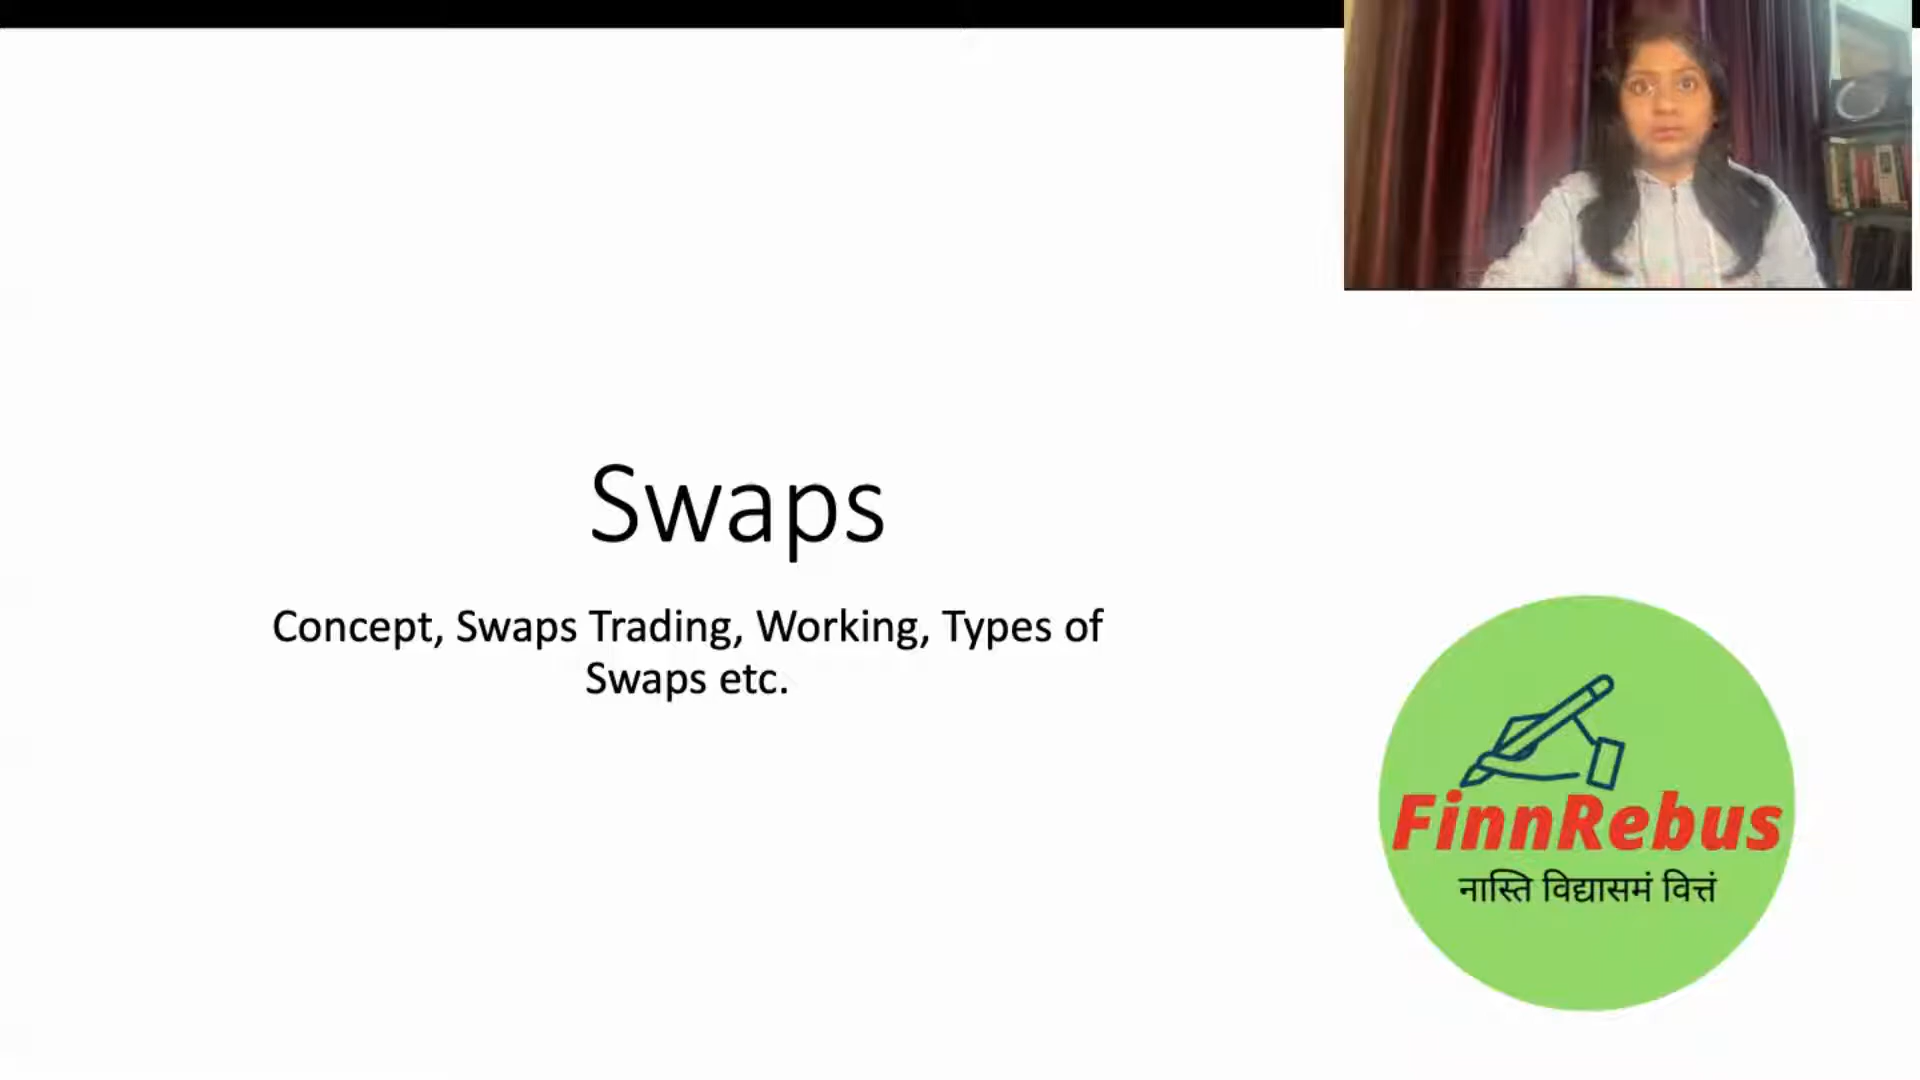 Swaps
Concept, Swaps Trading, Working, Types of
Swaps etc.
FinnRebus
नास्ति विद्यासमं वित्तं